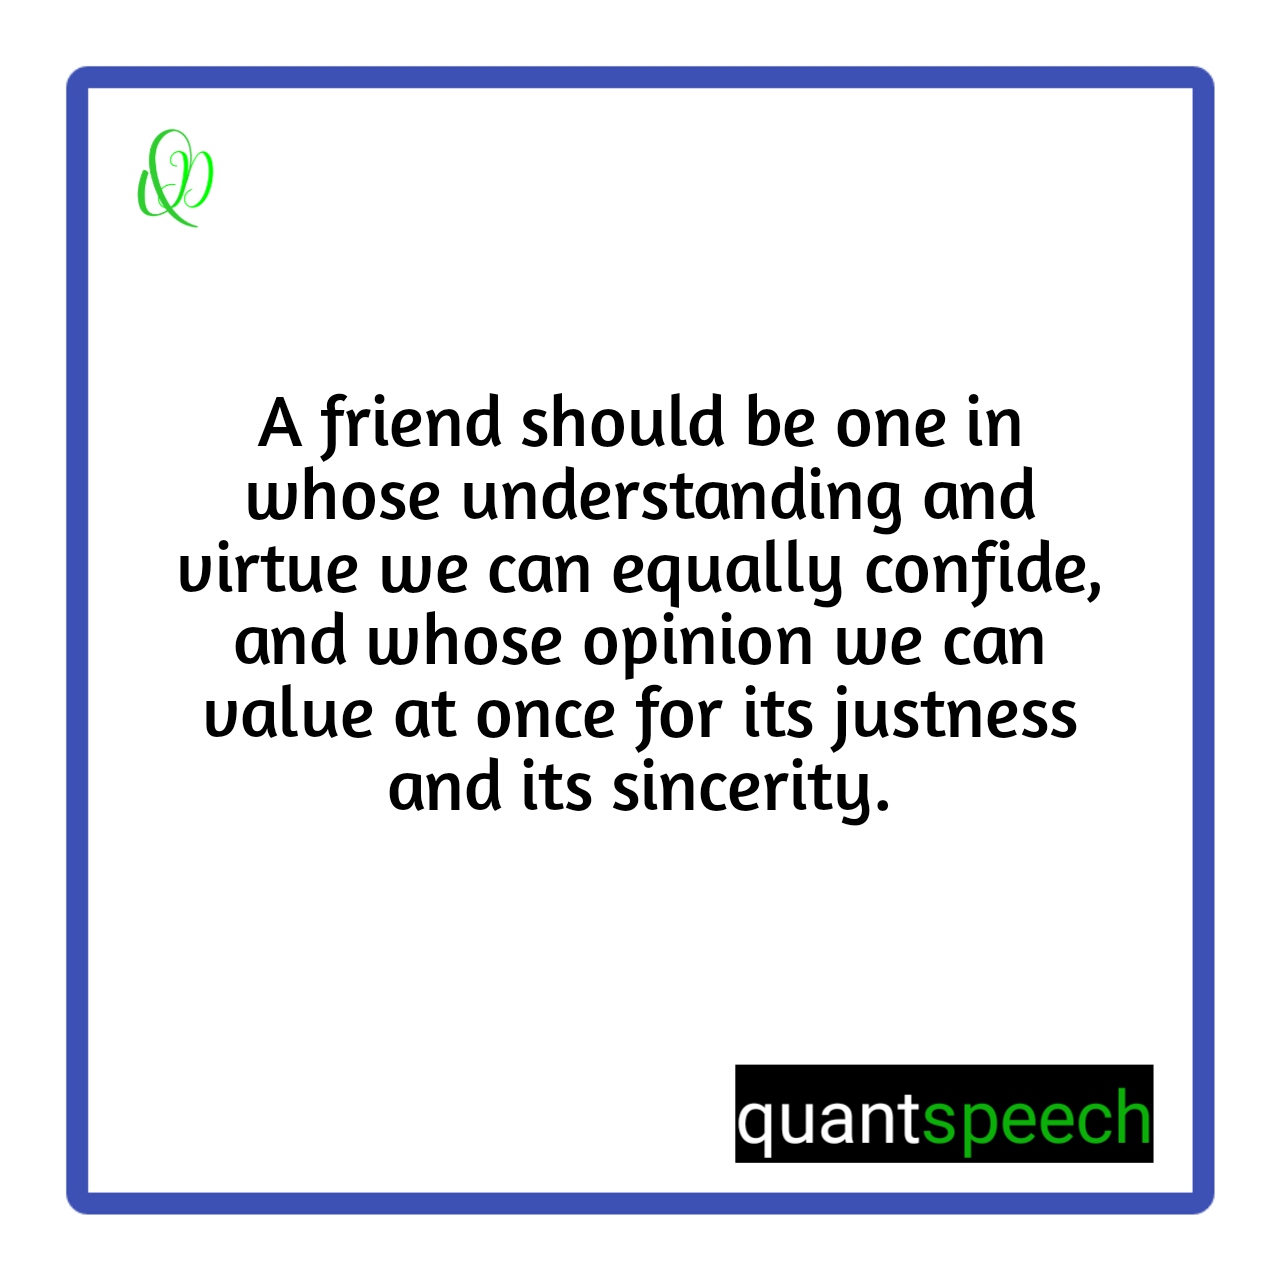 A friend should be one in
whose understanding and
virtue we can equally confide,
and whose opinion we can
value at once for its justness
and its sincerity.
quantspeech